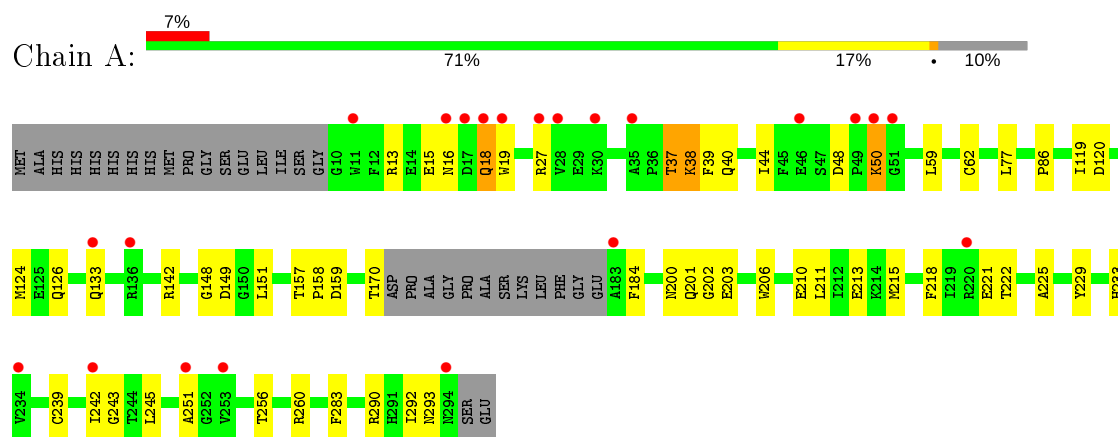 7%
Chain A:
71% 17% • 10%
MET ALA HIS HIS HIS HIS HIS HIS MET PRO GLY SER GLU LEU ILE SER GLY G10 W11 F12 R13 E14 E15 N16 D17 Q18 W19 R27 V28 E29 K30 A35 P36 T37 K38 F39 Q40 I44 F45 E46 S47 D48 P49 K50 G51 L59 C62 L77 P86 I119 D120
M124 E125 Q126 Q133 R136 R142 G148 D149 G150 L151 T157 P158 D159 T170 ASP PRO ALA GLY PRO ALA SER LYS LEU PHE GLY GLU A183 F184 N200 Q201 G202 E203 W206 E210 L211 I212 E213 K214 M215 F218 I219 R220 E221 T222 A225 Y229 H233
V234 C239 I242 G243 T244 L245 A251 G252 V253 T256 R260 F283 R290 H291 I292 N293 N294 SER GLU